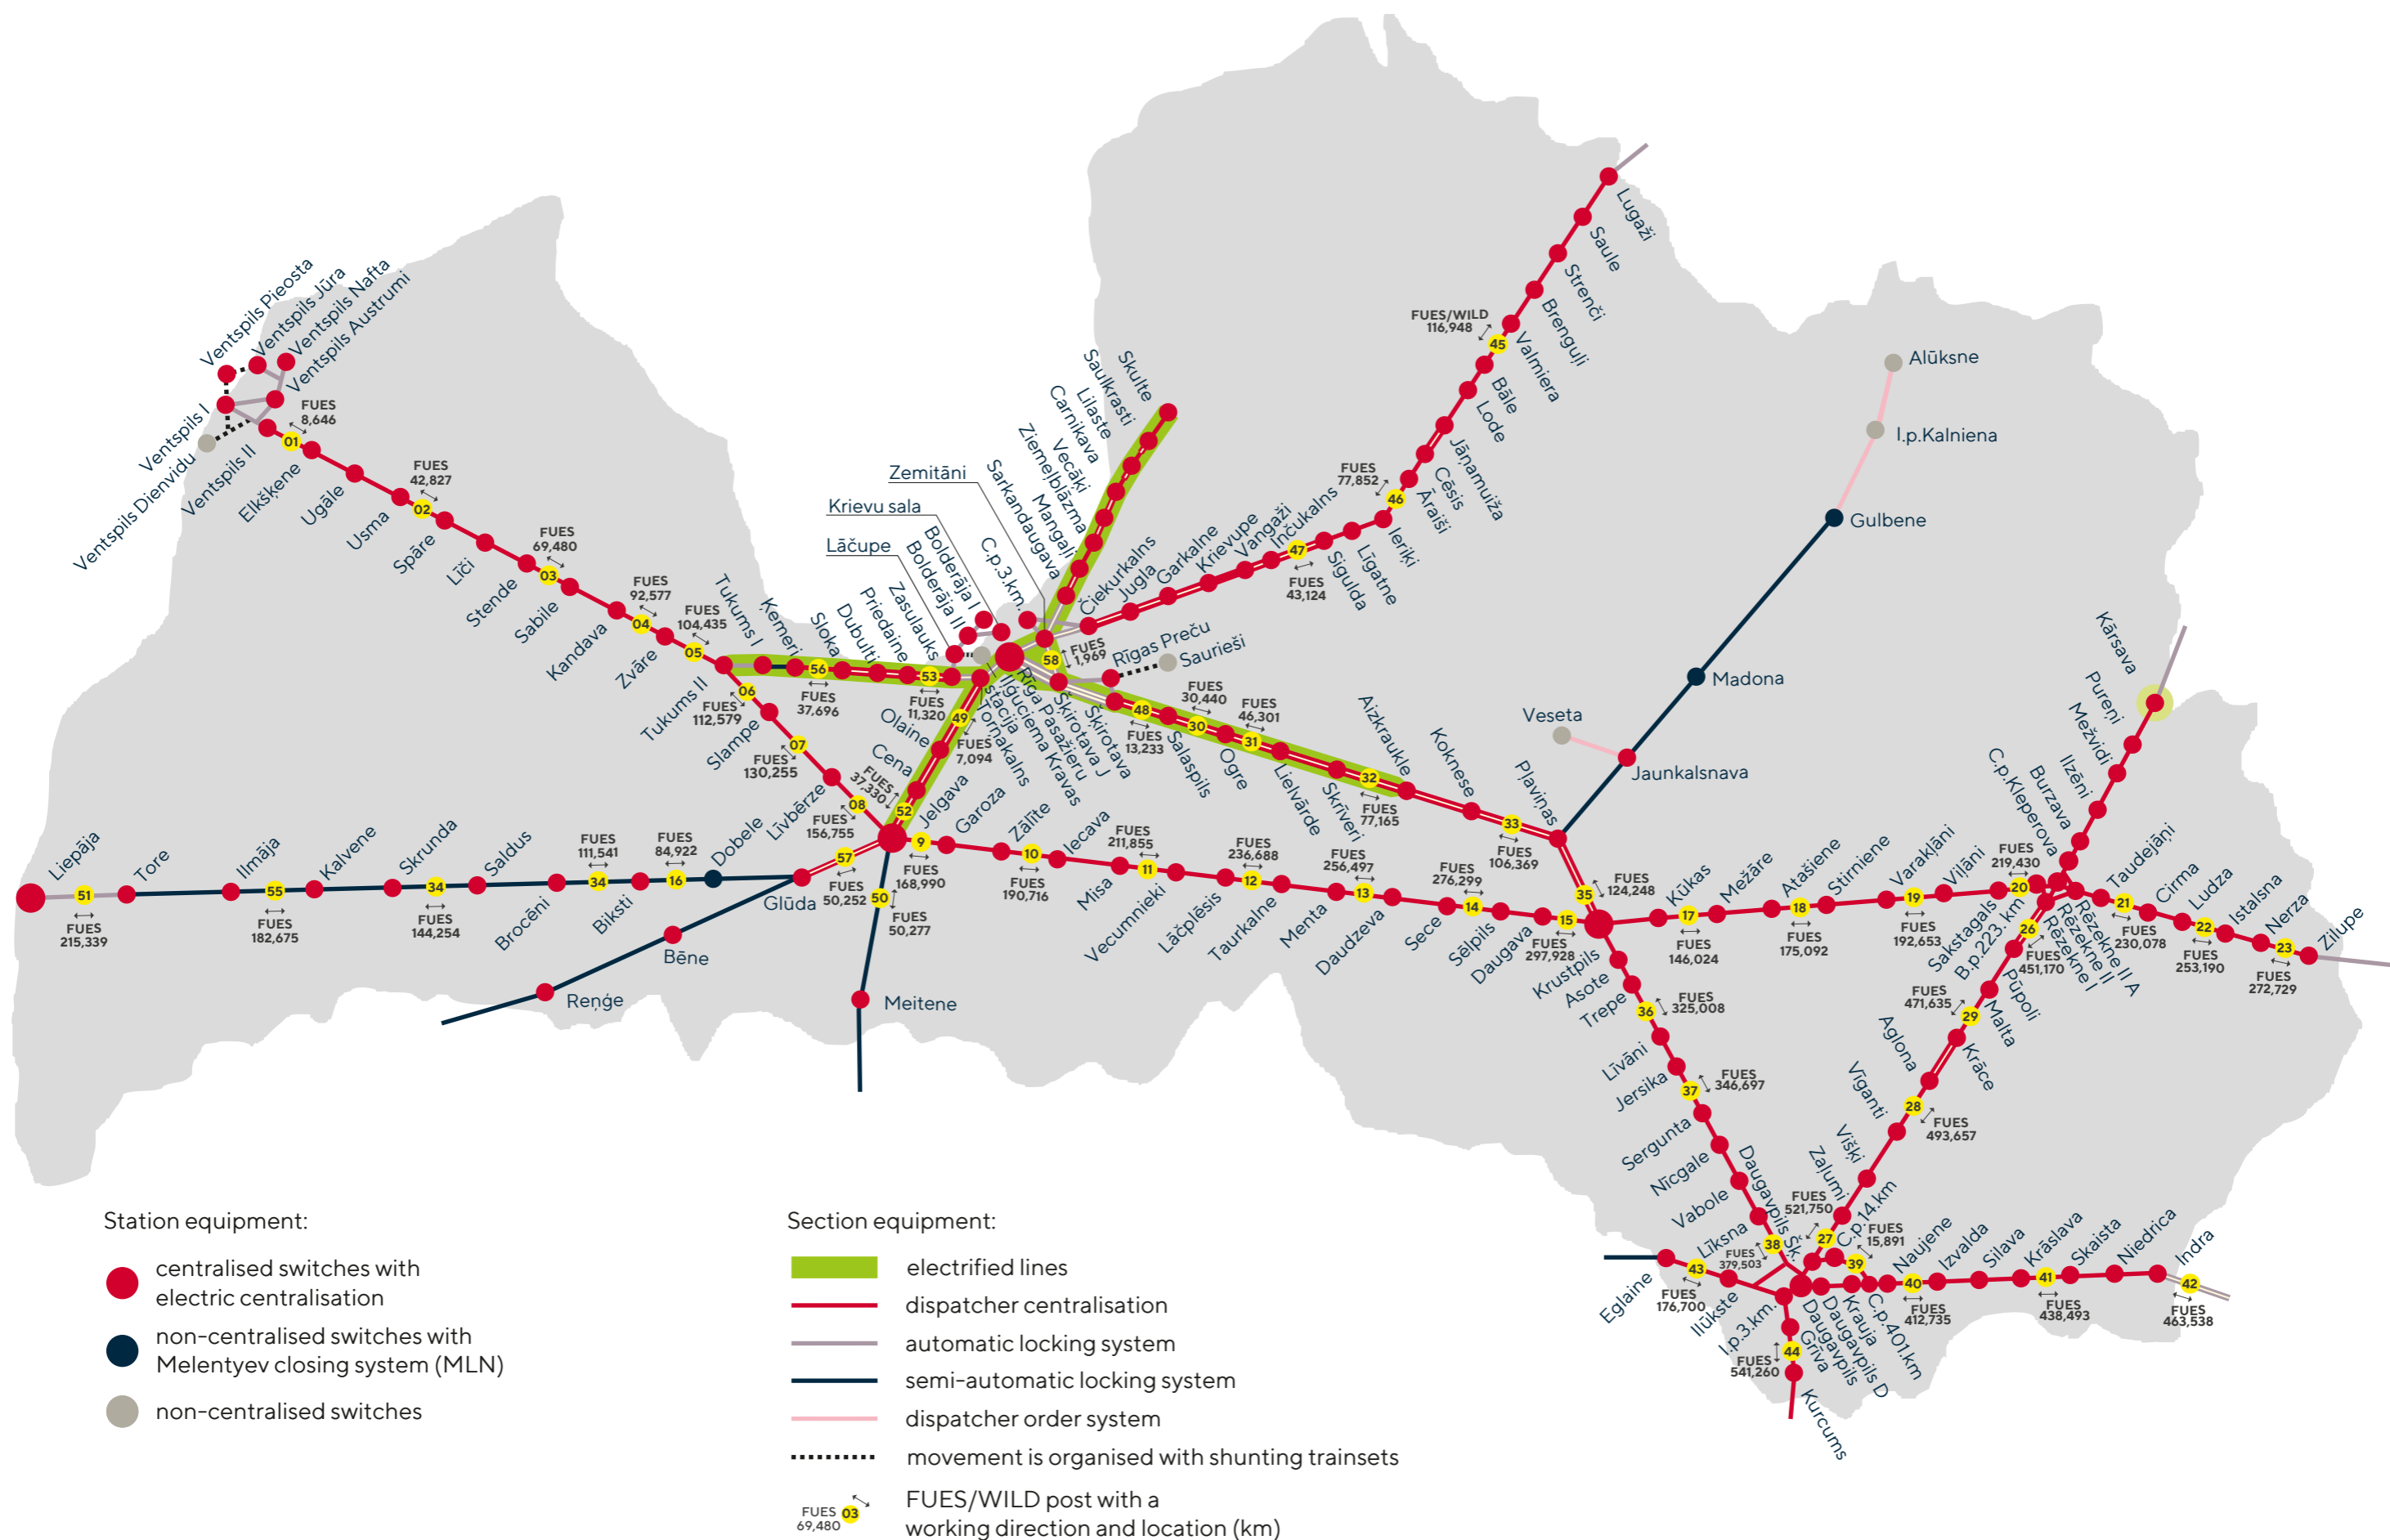 Ventspils Pieosta
Ventspils Jūra
Ventspils Nafta
Ventspils Austrumi
Ventspils I
Ventspils Dienvidu
Ventspils II
FUES
8,646
01
Elkšķene
Ugāle
Usma
FUES
42,827
02
Spāre
Līči
Stende
FUES
69,480
03
Sabile
Kandava
FUES
92,577
04
Zvāre
FUES
104,435
05
Tukums II
Tukums I
Ķemeri
Sloka
Dubulti
Priedaine
Zasulauks
56
FUES
37,696
53
FUES
11,320
06
FUES
112,579
Slampe
07
FUES
130,255
Līvbērze
08
FUES
156,755
Lāčupe
Krievu sala
Zemitāni
Bolderāja II
Bolderāja I
C.p.3.km.
Sarkandaugava
Mangaļi
Ziemeļblāzma
Vecāķi
Carnikava
Lilaste
Saulkrasti
Skulte
Čiekurkalns
Jugla
Garkalne
Krievupe
Vangaži
Inčukalns
47
FUES
43,124
Sigulda
Līgatne
Ieriķi
FUES
77,852
46
Āraiši
Cēsis
Jāņamuiža
Lode
Bāle
FUES/WILD
116,948
45
Valmiera
Brenguļi
Strenči
Saule
Lugaži
Alūksne
I.p.Kalniena
Gulbene
Madona
Veseta
Jaunkalsnava
58
FUES
1,969
Rīgas Preču
stacija
Saurieši
Iļģuciema Kravas
Torņakalns
Rīga Pasažieru
Šķirotava J
Šķirotava
Olaine
49
FUES
7,094
Cena
FUES
37,330
52
Jelgava
48
FUES
13,233
Salaspils
FUES
30,440
30
Ogre
FUES
46,301
31
Lielvārde
Skrīveri
32
FUES
77,165
Aizkraukle
Koknese
33
FUES
106,369
Pļaviņas
35
FUES
124,248
Liepāja
51
FUES
215,339
Tore
Ilmāja
55
FUES
182,675
Kalvene
Skrunda
34
FUES
144,254
Saldus
Brocēni
FUES
111,541
34
Biksti
FUES
84,922
16
Dobele
Glūda
57
FUES
50,252
Bēne
Reņģe
50
FUES
50,277
Meitene
9
FUES
168,990
Garoza
Zālīte
10
FUES
190,716
Iecava
Misa
FUES
211,855
11
Vecumnieki
Lāčplēsis
FUES
236,688
12
Taurkalne
Menta
FUES
256,497
13
Daudzeva
Sece
FUES
276,299
14
Sēlpils
Daugava
15
FUES
297,928
Krustpils
Kūkas
17
FUES
146,024
Mežāre
Atašiene
18
FUES
175,092
Stirniene
Varakļāni
19
FUES
192,653
Viļāni
Sakstagals
FUES
219,430
20
B.p.223.km
Rēzekne I
Rēzekne II
Rēzekne II A
C.p.Kleperova
Burzava
Ilzēni
Mežvidi
Pureņi
Kārsava
Taudejāņi
21
FUES
230,078
Cirma
Ludza
22
FUES
253,190
Istalsna
Nerza
23
FUES
272,729
Zilupe
26
FUES
451,170
Pūpoli
Malta
FUES
471,635
29
Krāce
Aglona
28
FUES
493,657
Vīganti
Višķi
Zaļumi
FUES
521,750
27
C.p.14.km
FUES
15,891
39
Asote
Trepe
36
FUES
325,008
Līvāni
Jersika
37
FUES
346,697
Sergunta
Nīcgale
Vabole
Līksna
Daugavpils Šķ.
FUES
379,503
38
Eglaine
43
FUES
176,700
Ilūkste
I.p.3.km.
Grīva
44
FUES
541,260
Kurcums
Daugavpils
Daugavpils D
Krauja
C.p.401.km
Naujene
40
FUES
412,735
Izvalda
Silava
Krāslava
41
FUES
438,493
Skaista
Niedrica
Indra
42
FUES
463,538
Station equipment:
centralised switches with
electric centralisation
non-centralised switches with
Melentyev closing system (MLN)
non-centralised switches
Section equipment:
electrified lines
dispatcher centralisation
automatic locking system
semi-automatic locking system
dispatcher order system
movement is organised with shunting trainsets
FUES 03
69,480
FUES/WILD post with a
working direction and location (km)